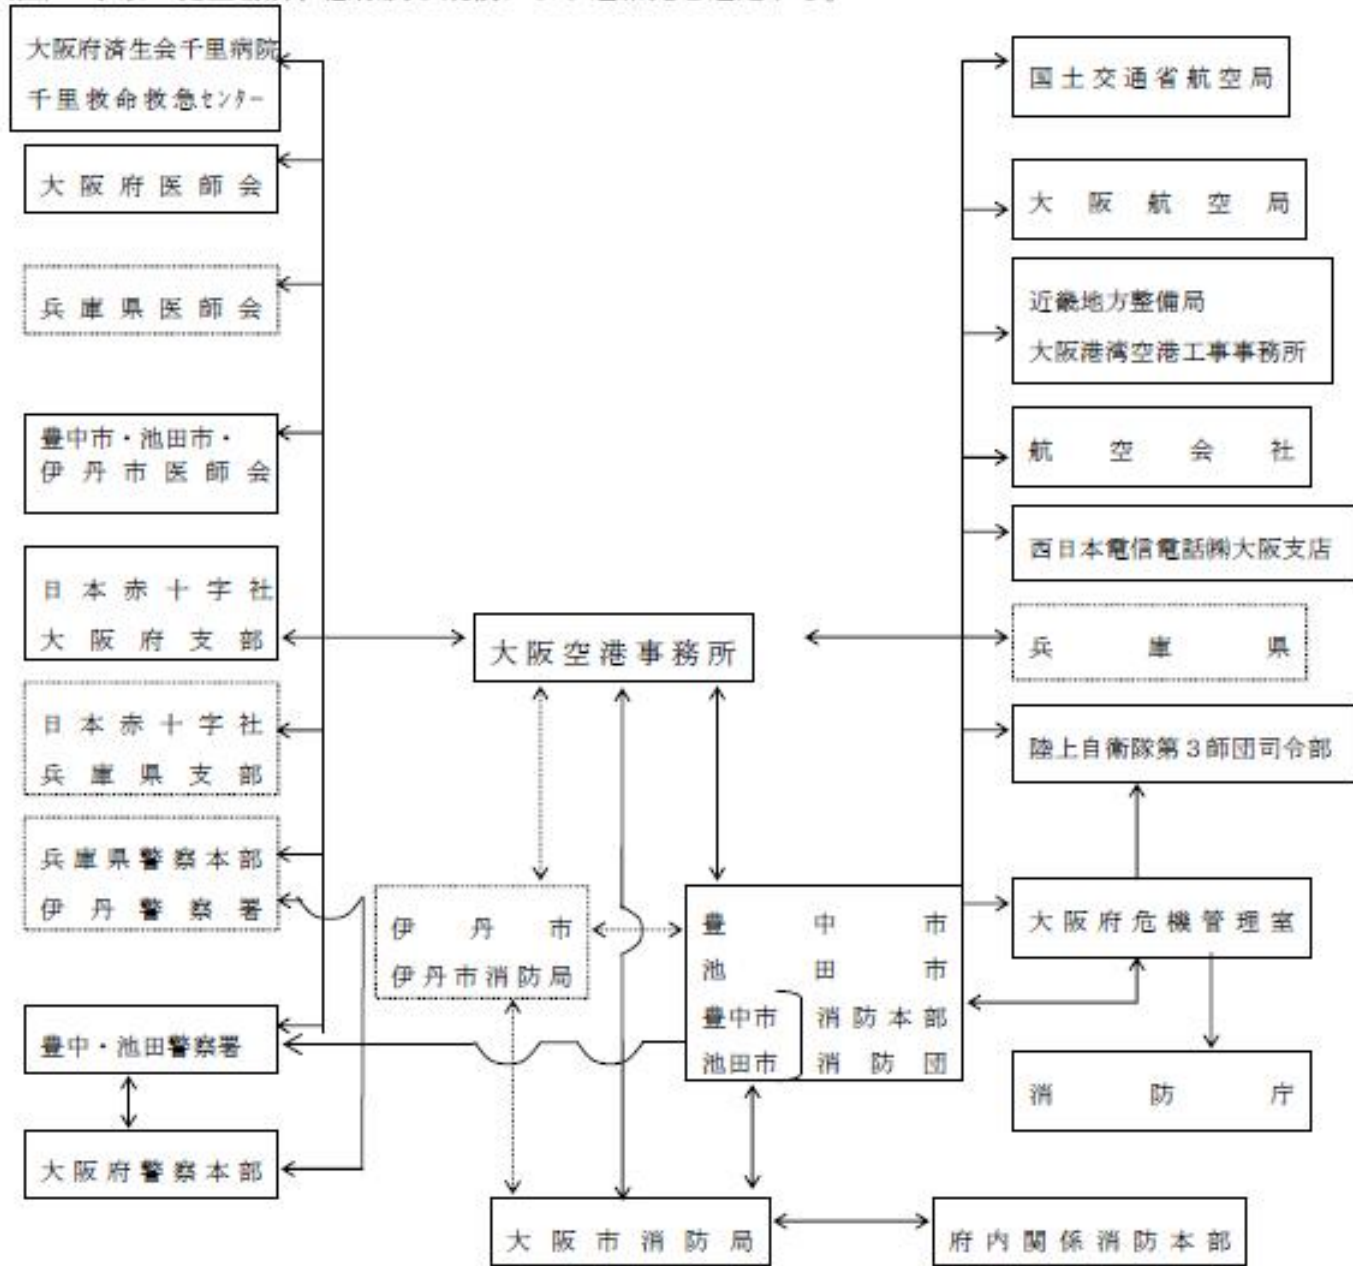 大阪府済生会千里病院
千里救命救急センター
大阪府医師会
兵庫県医師会
豊中市・池田市・
伊丹市医師会
日本赤十字社
大阪府支部
日本赤十字社
兵庫県支部
兵庫県警察本部
伊丹警察署
豊中・池田警察署
大阪府警察本部
大阪空港事務所
伊丹市
伊丹市消防局
豊中市
池田市
豊中市 消防本部
池田市 消防団
大阪市消防局
府内関係消防本部
国土交通省航空局
大阪航空局
近畿地方整備局
大阪港湾空港工事事務所
航空会社
西日本電信電話㈱大阪支店
兵庫県
陸上自衛隊第3師団司令部
大阪府危機管理室
消防庁